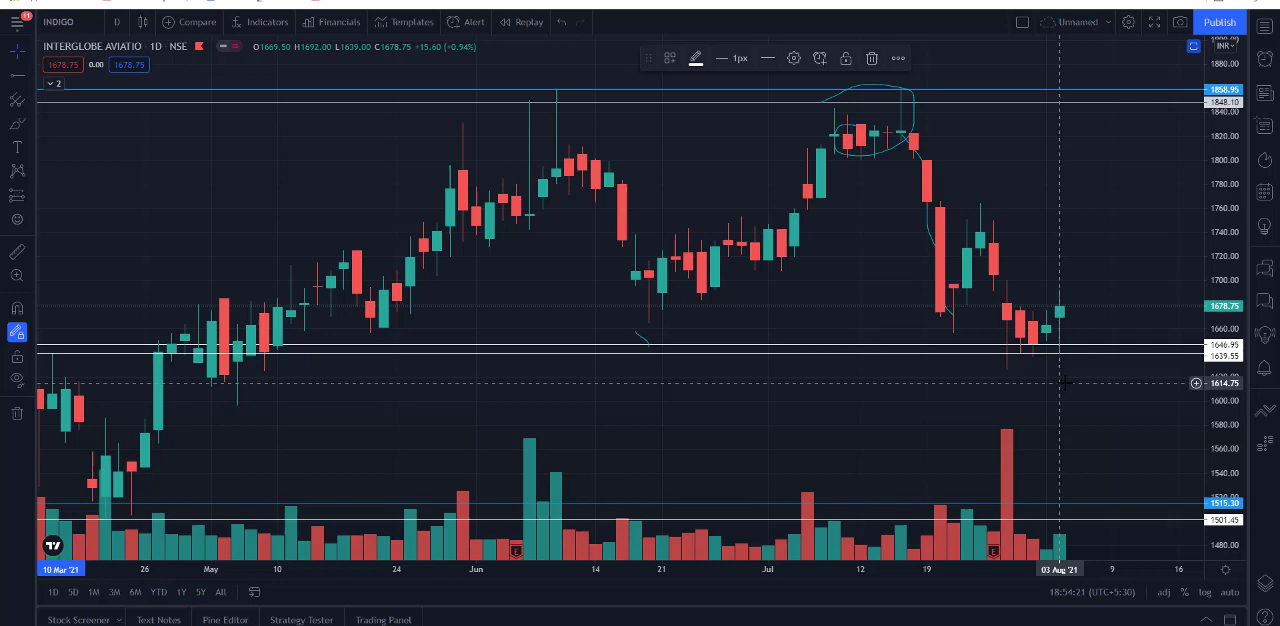 11
INDIGO D Compare Indicators Financials Templates Alert Replay Unnamed Publish
INTERGLOBE AVIATIO · 1D · NSE O1669.50 H1692.00 L1639.00 C1678.75 +15.60 (+0.94%)
INR
1678.75 0.00 1678.75
1px
2
1880.00
1858.95
1848.10
1840.00
1820.00
1800.00
1780.00
1760.00
1740.00
1720.00
1700.00
1678.75
1660.00
1646.95
1639.55
1614.75
1600.00
1580.00
1560.00
1540.00
1515.30
1501.45
1480.00
E E
10 Mar '21 26 May 10 24 Jun 14 21 Jul 12 19 03 Aug '21 9 16
1D 5D 1M 3M 6M YTD 1Y 5Y All 18:54:21 (UTC+5:30) adj % log auto
Stock Screener Text Notes Pine Editor Strategy Tester Trading Panel